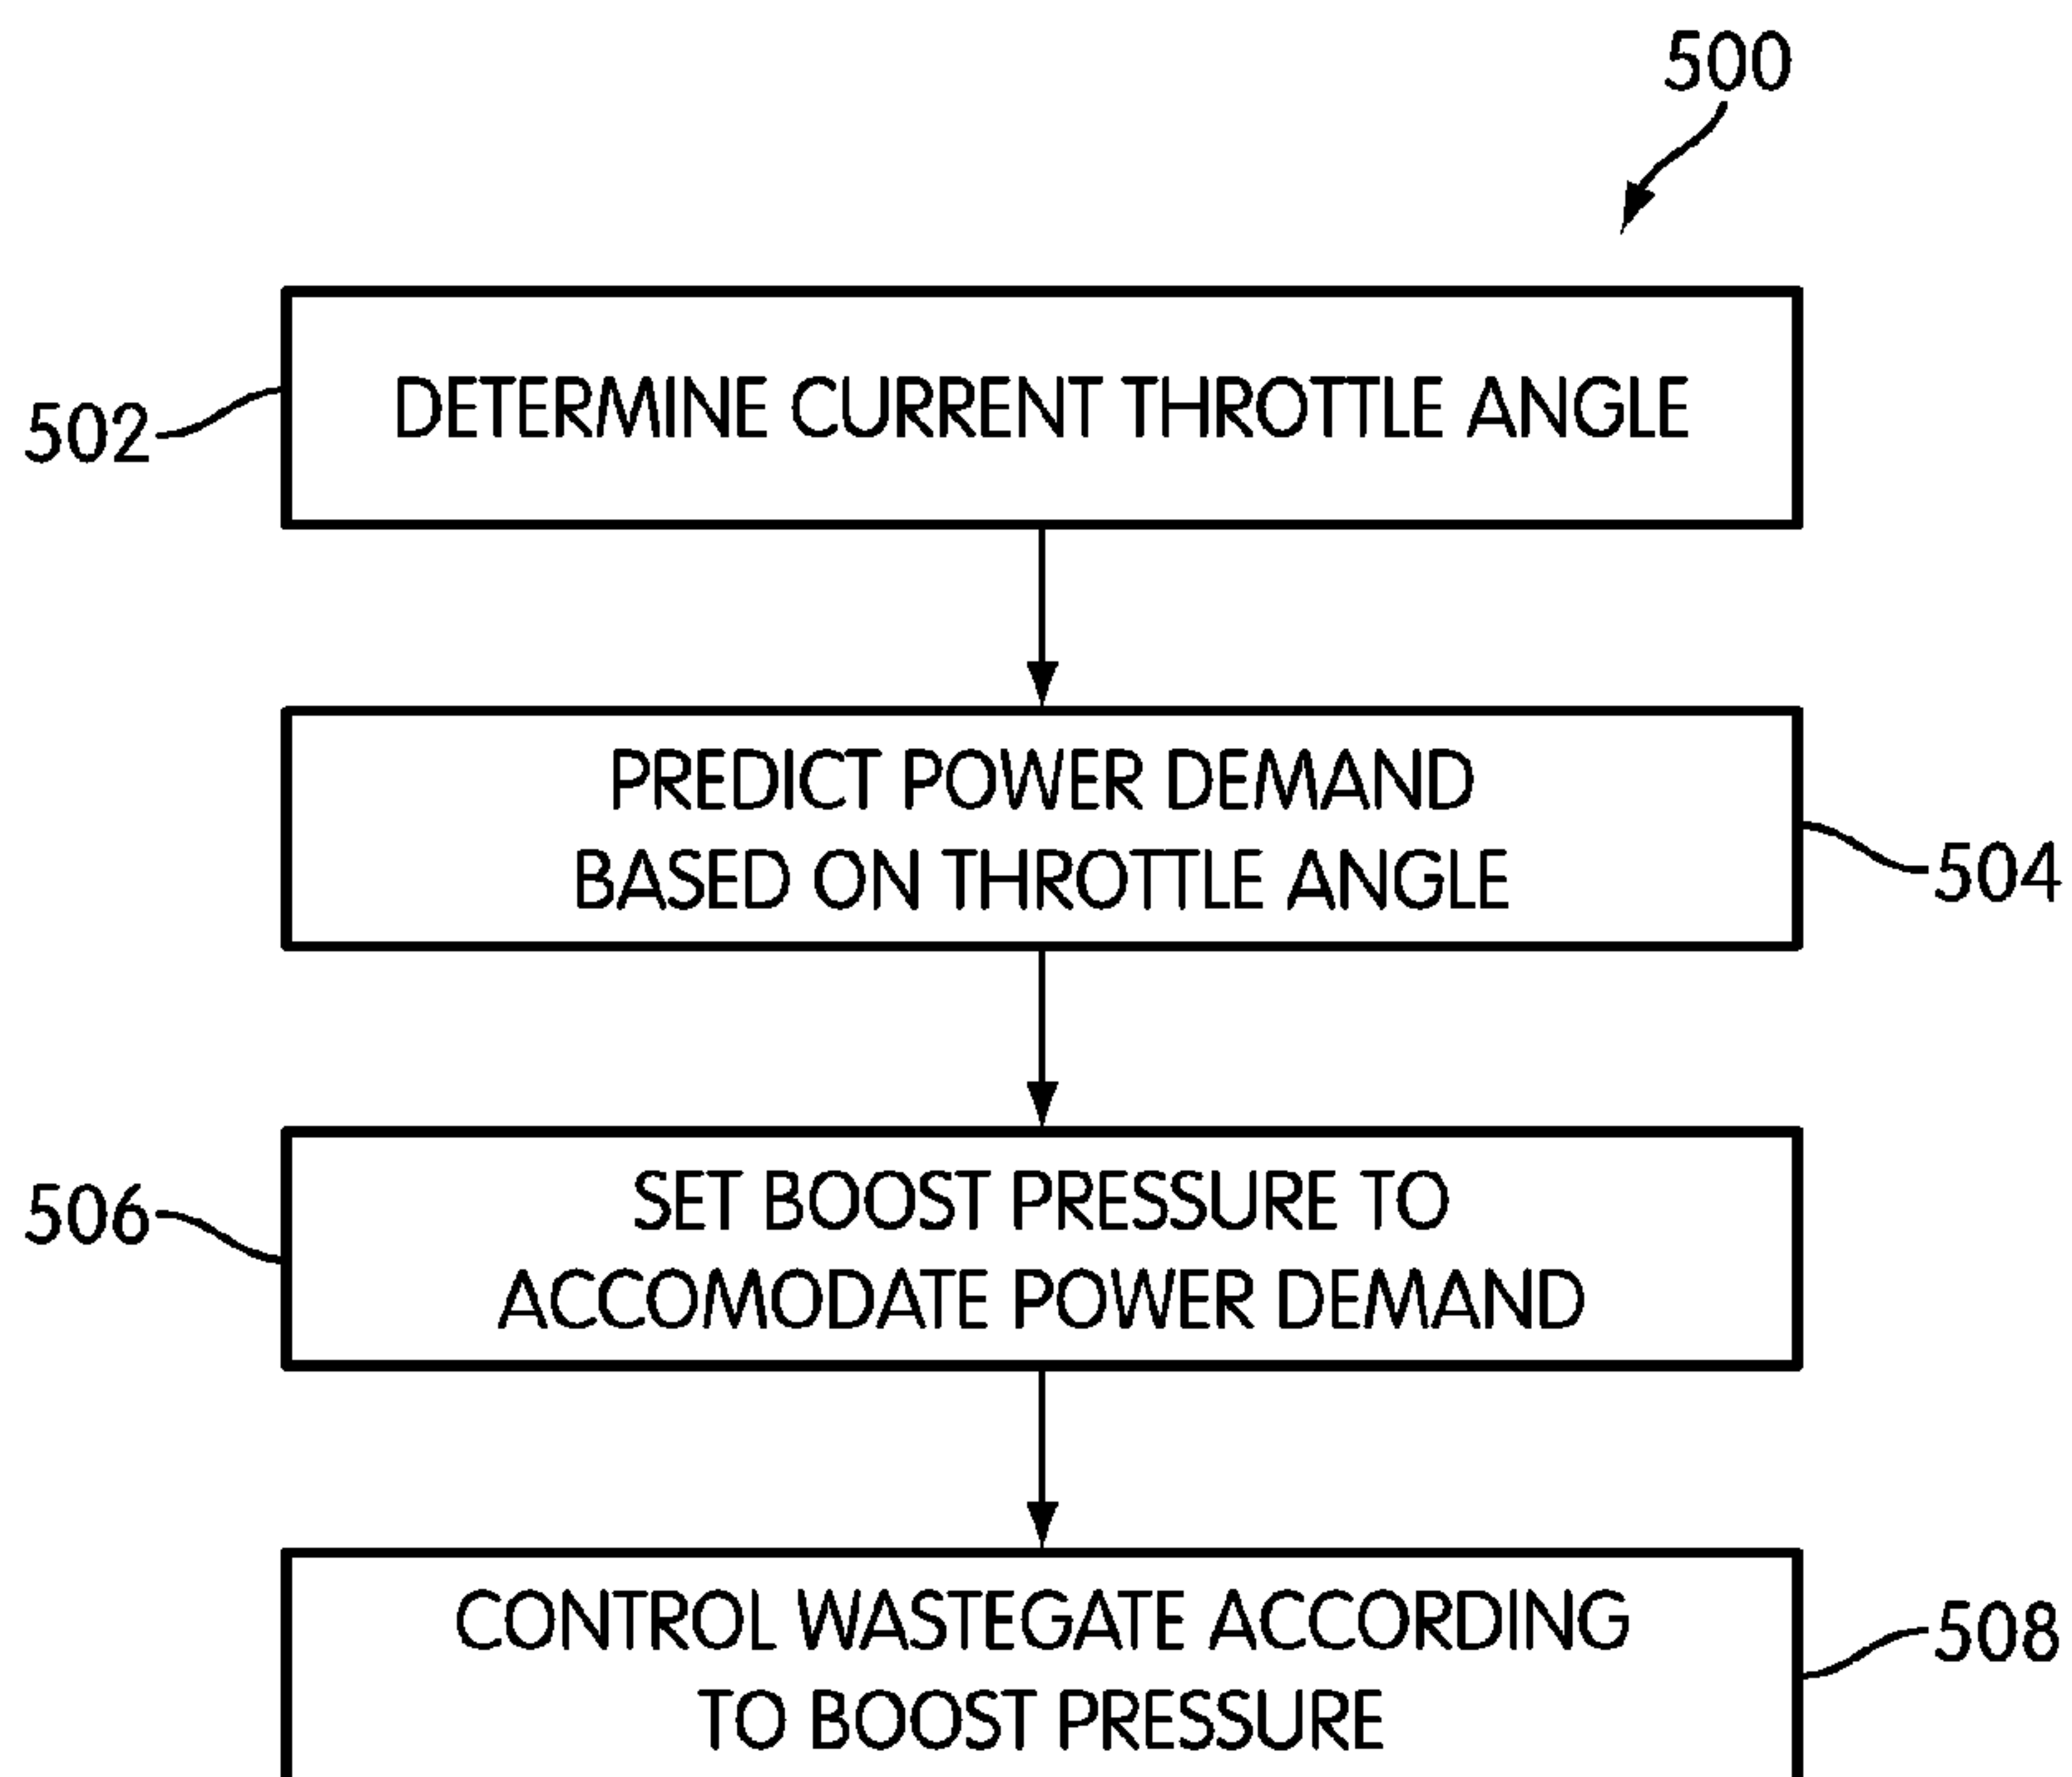 500
502
DETERMINE CURRENT THROTTLE ANGLE
PREDICT POWER DEMAND
BASED ON THROTTLE ANGLE
504
506
SET BOOST PRESSURE TO
ACCOMODATE POWER DEMAND
CONTROL WASTEGATE ACCORDING
TO BOOST PRESSURE
508